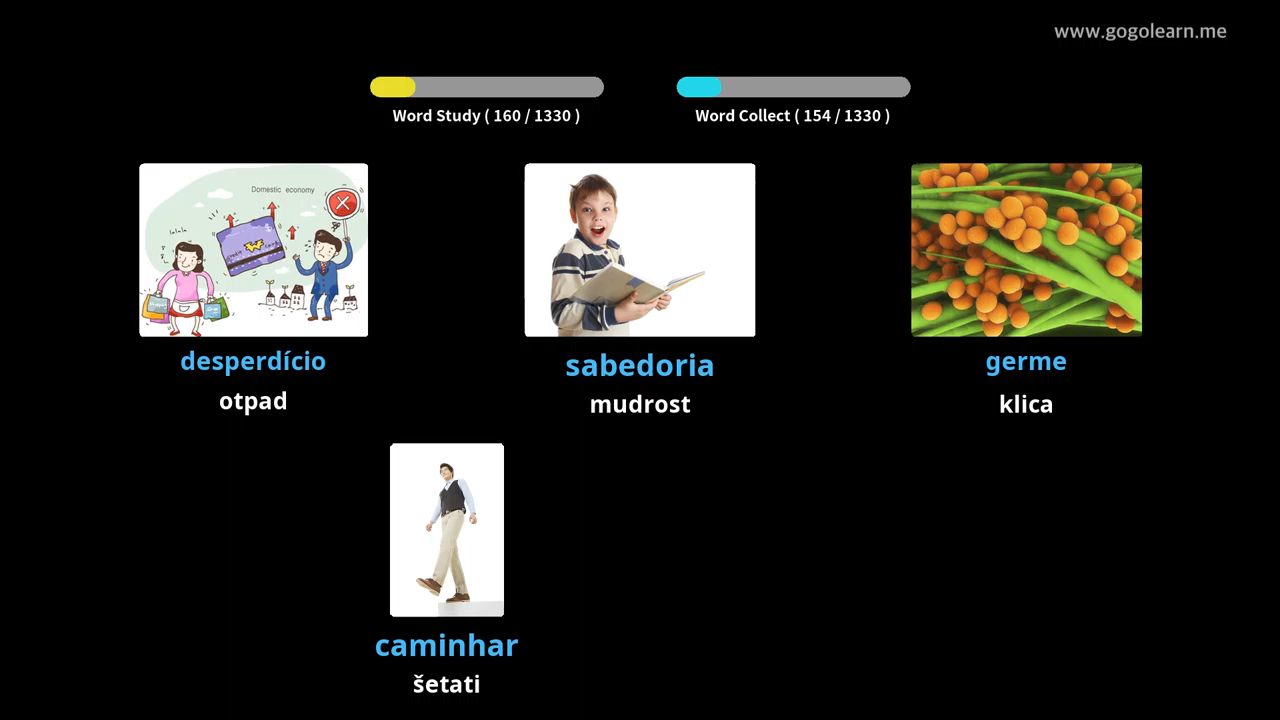 www.gogolearn.me
Word Study ( 160 / 1330 )
Word Collect ( 154 / 1330 )
Domestic economy
desperdício
sabedoria
germe
otpad
mudrost
klica
caminhar
šetati